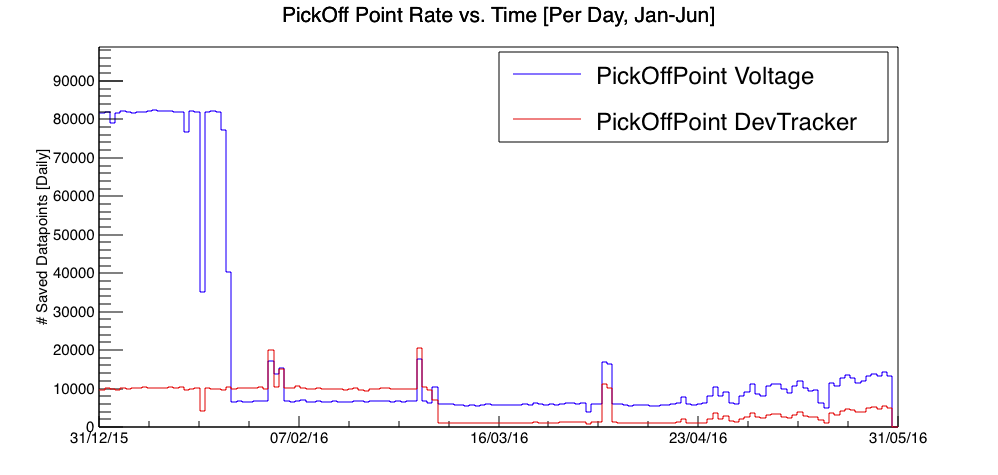 PickOff Point Rate vs. Time [Per Day, Jan-Jun]
PickOffPoint Voltage
PickOffPoint DevTracker
# Saved Datapoints [Daily]
90000
80000
70000
60000
50000
40000
30000
20000
10000
0
31/12/15 07/02/16 16/03/16 23/04/16 31/05/16